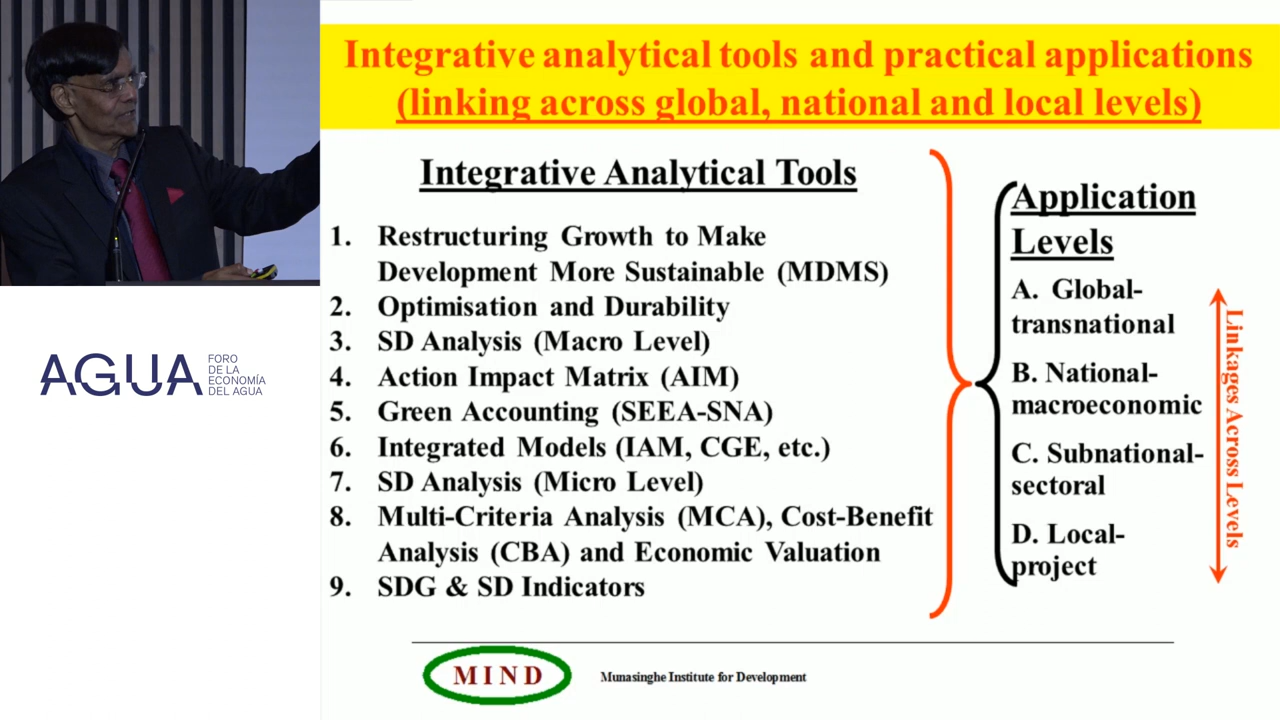 Integrative analytical tools and practical applications
(linking across global, national and local levels)
Integrative Analytical Tools
1. Restructuring Growth to Make
Development More Sustainable (MDMS)
2. Optimisation and Durability
3. SD Analysis (Macro Level)
4. Action Impact Matrix (AIM)
5. Green Accounting (SEEA-SNA)
6. Integrated Models (IAM, CGE, etc.)
7. SD Analysis (Micro Level)
8. Multi-Criteria Analysis (MCA), Cost-Benefit
Analysis (CBA) and Economic Valuation
9. SDG & SD Indicators
Application
Levels
A. Global-
transnational
B. National-
macroeconomic
C. Subnational-
sectoral
D. Local-
project
Linkages Across Levels
AGUA
FORO
DE LA
ECONOMÍA
DEL AGUA
MIND
Munasinghe Institute for Development